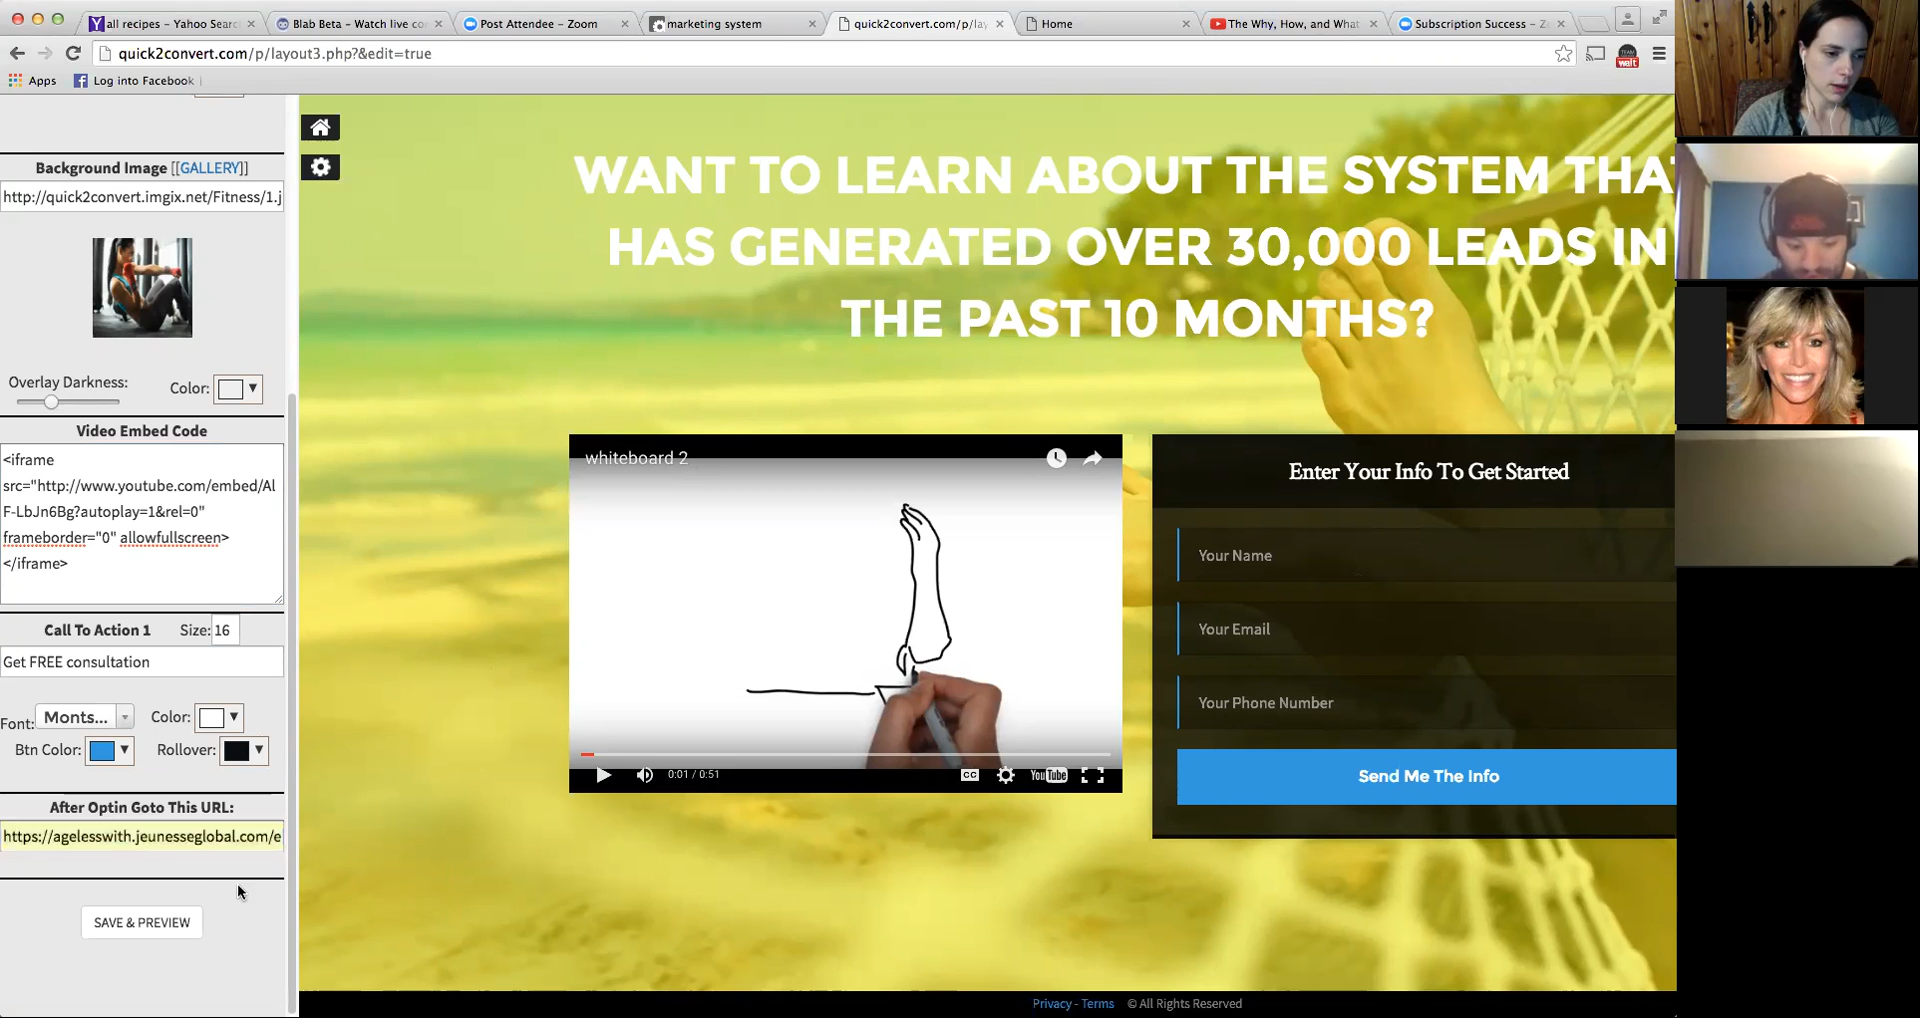 all recipes - Yahoo Searc
Blab Beta - Watch live co
Post Attendee - Zoom
marketing system
quick2convert.com/p/lay
Home
The Why, How, and What
Subscription Success - Z
quick2convert.com/p/layout3.php?&edit=true
walt
Apps
Log into Facebook
Background Image [[GALLERY]]
http://quick2convert.imgix.net/Fitness/1.j
Overlay Darkness:
Color:
Video Embed Code
<iframe
src="http://www.youtube.com/embed/Al
F-LbJn6Bg?autoplay=1&rel=0"
frameborder="0" allowfullscreen>
</iframe>
Call To Action 1
Size: 16
Get FREE consultation
Font: Monts...
Color:
Btn Color:
Rollover:
After Optin Goto This URL:
https://agelesswith.jeunesseglobal.com/e
SAVE & PREVIEW
WANT TO LEARN ABOUT THE SYSTEM THA
HAS GENERATED OVER 30,000 LEADS IN
THE PAST 10 MONTHS?
whiteboard 2
0:01 / 0:51
CC
YouTube
Enter Your Info To Get Started
Your Name
Your Email
Your Phone Number
Send Me The Info
Privacy - Terms © All Rights Reserved